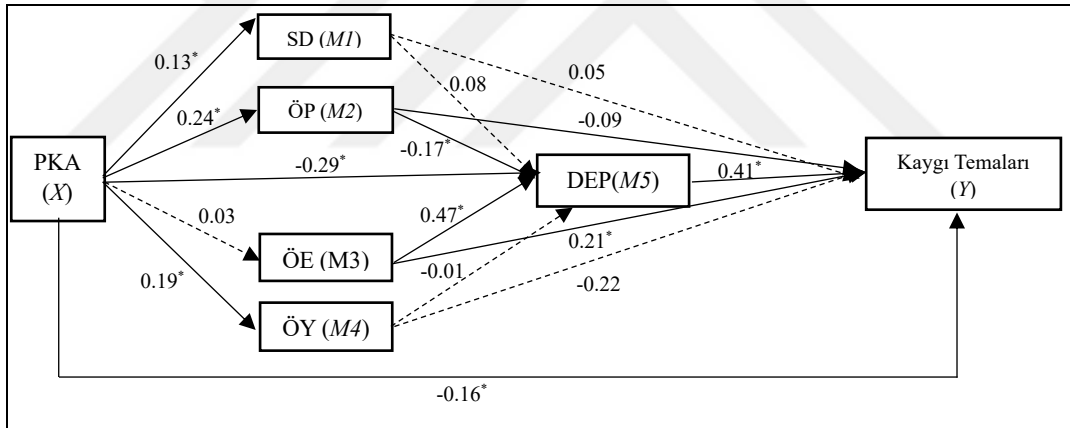 SD (M1)
0.13*
0.05
0.08
0.24*
ÖP (M2)
-0.09
-0.17*
PKA
(X)
-0.29*
DEP(M5)
0.41*
Kaygı Temaları
(Y)
0.03
0.47*
ÖE (M3)
0.21*
0.19*
-0.01
-0.22
ÖY (M4)
-0.16*